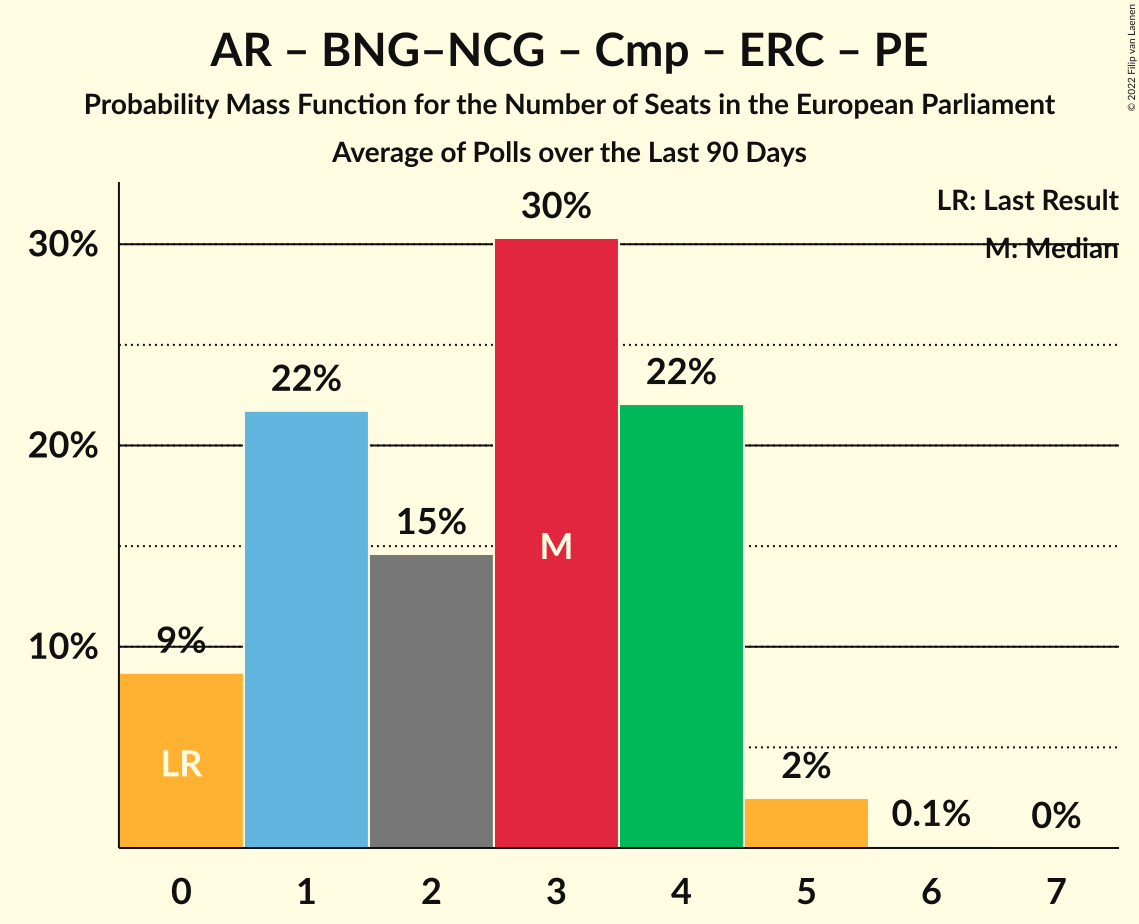 AR – BNG–NCG – Cmp – ERC – PE
Probability Mass Function for the Number of Seats in the European Parliament
Average of Polls over the Last 90 Days
© 2022 Filip van Laenen
LR: Last Result
M: Median
30%
20%
10%
9%
22%
15%
30%
22%
2%
0.1%
0%
LR
M
0 1 2 3 4 5 6 7